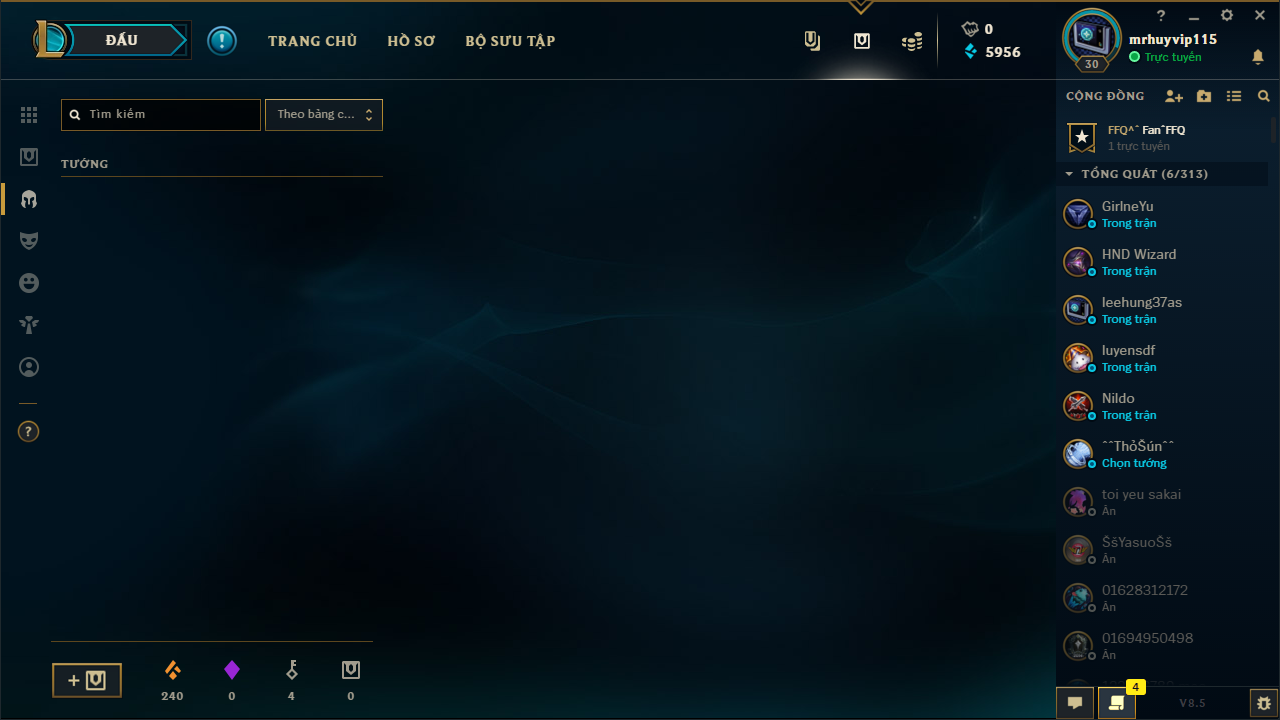 ĐẤU
!
TRANG CHỦ
HỒ SƠ
BỘ SƯU TẬP
0
5956
?
mrhuyvip115
Trực tuyến
30
Tìm kiếm
Theo bảng c...
TƯỚNG
?
+
240
0
4
0
CỘNG ĐỒNG
FFQ^ˆ FanˆFFQ
1 trực tuyến
TỔNG QUÁT (6/313)
GirlneYu
Trong trận
HND Wizard
Trong trận
leehung37as
Trong trận
luyensdf
Trong trận
Nildo
Trong trận
ˆˆThỏŠúnˆˆ
Chọn tướng
toi yeu sakai
Ẩn
ŠšYasuoŠš
Ẩn
01628312172
Ẩn
01694950498
Ẩn
4
V8.5